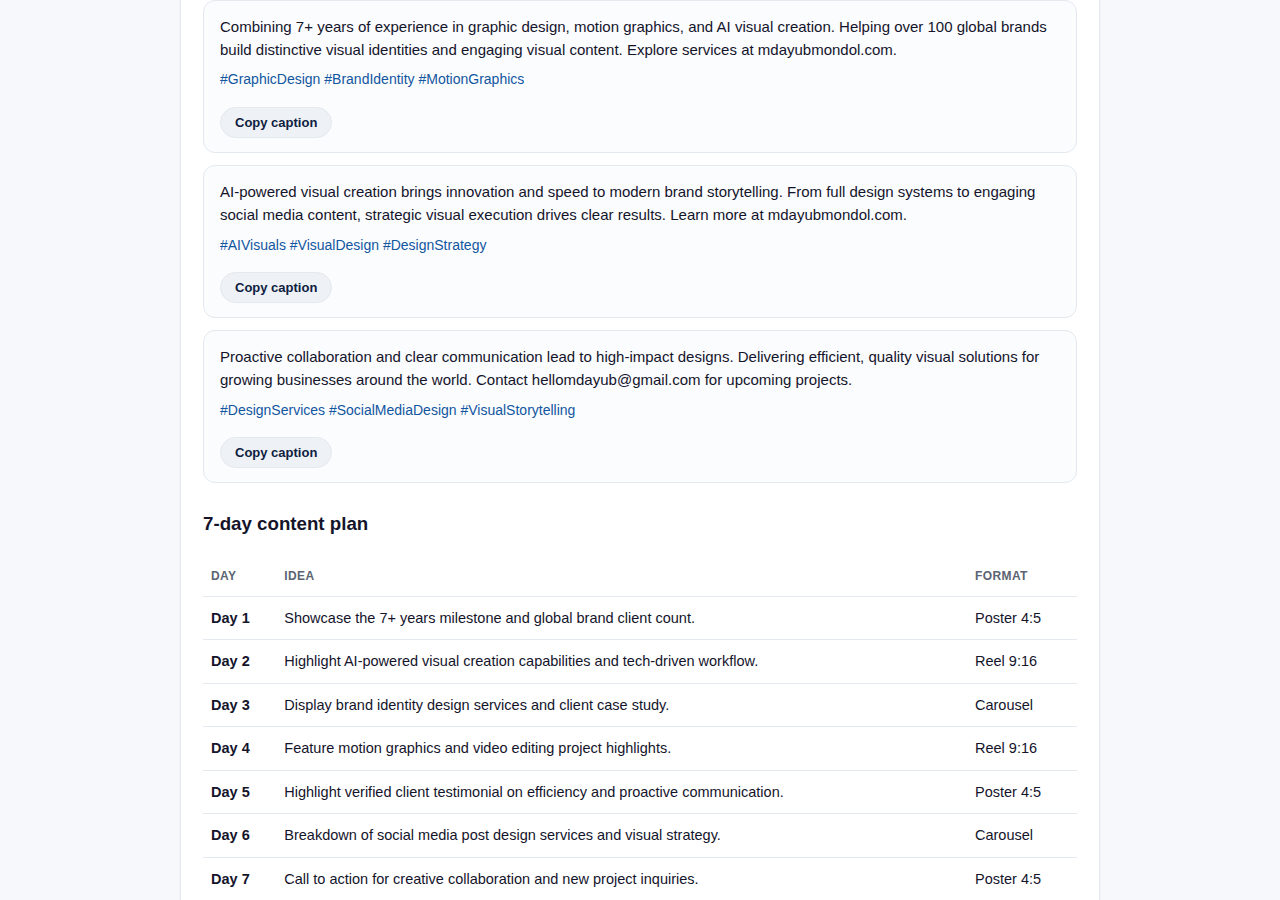 Combining 7+ years of experience in graphic design, motion graphics, and AI visual creation. Helping over 100 global brands
build distinctive visual identities and engaging visual content. Explore services at mdayubmondol.com.
#GraphicDesign #BrandIdentity #MotionGraphics
Copy caption
AI-powered visual creation brings innovation and speed to modern brand storytelling. From full design systems to engaging
social media content, strategic visual execution drives clear results. Learn more at mdayubmondol.com.
#AIVisuals #VisualDesign #DesignStrategy
Copy caption
Proactive collaboration and clear communication lead to high-impact designs. Delivering efficient, quality visual solutions for
growing businesses around the world. Contact hellomdayub@gmail.com for upcoming projects.
#DesignServices #SocialMediaDesign #VisualStorytelling
Copy caption
7-day content plan
DAY IDEA FORMAT
Day 1 Showcase the 7+ years milestone and global brand client count. Poster 4:5
Day 2 Highlight AI-powered visual creation capabilities and tech-driven workflow. Reel 9:16
Day 3 Display brand identity design services and client case study. Carousel
Day 4 Feature motion graphics and video editing project highlights. Reel 9:16
Day 5 Highlight verified client testimonial on efficiency and proactive communication. Poster 4:5
Day 6 Breakdown of social media post design services and visual strategy. Carousel
Day 7 Call to action for creative collaboration and new project inquiries. Poster 4:5